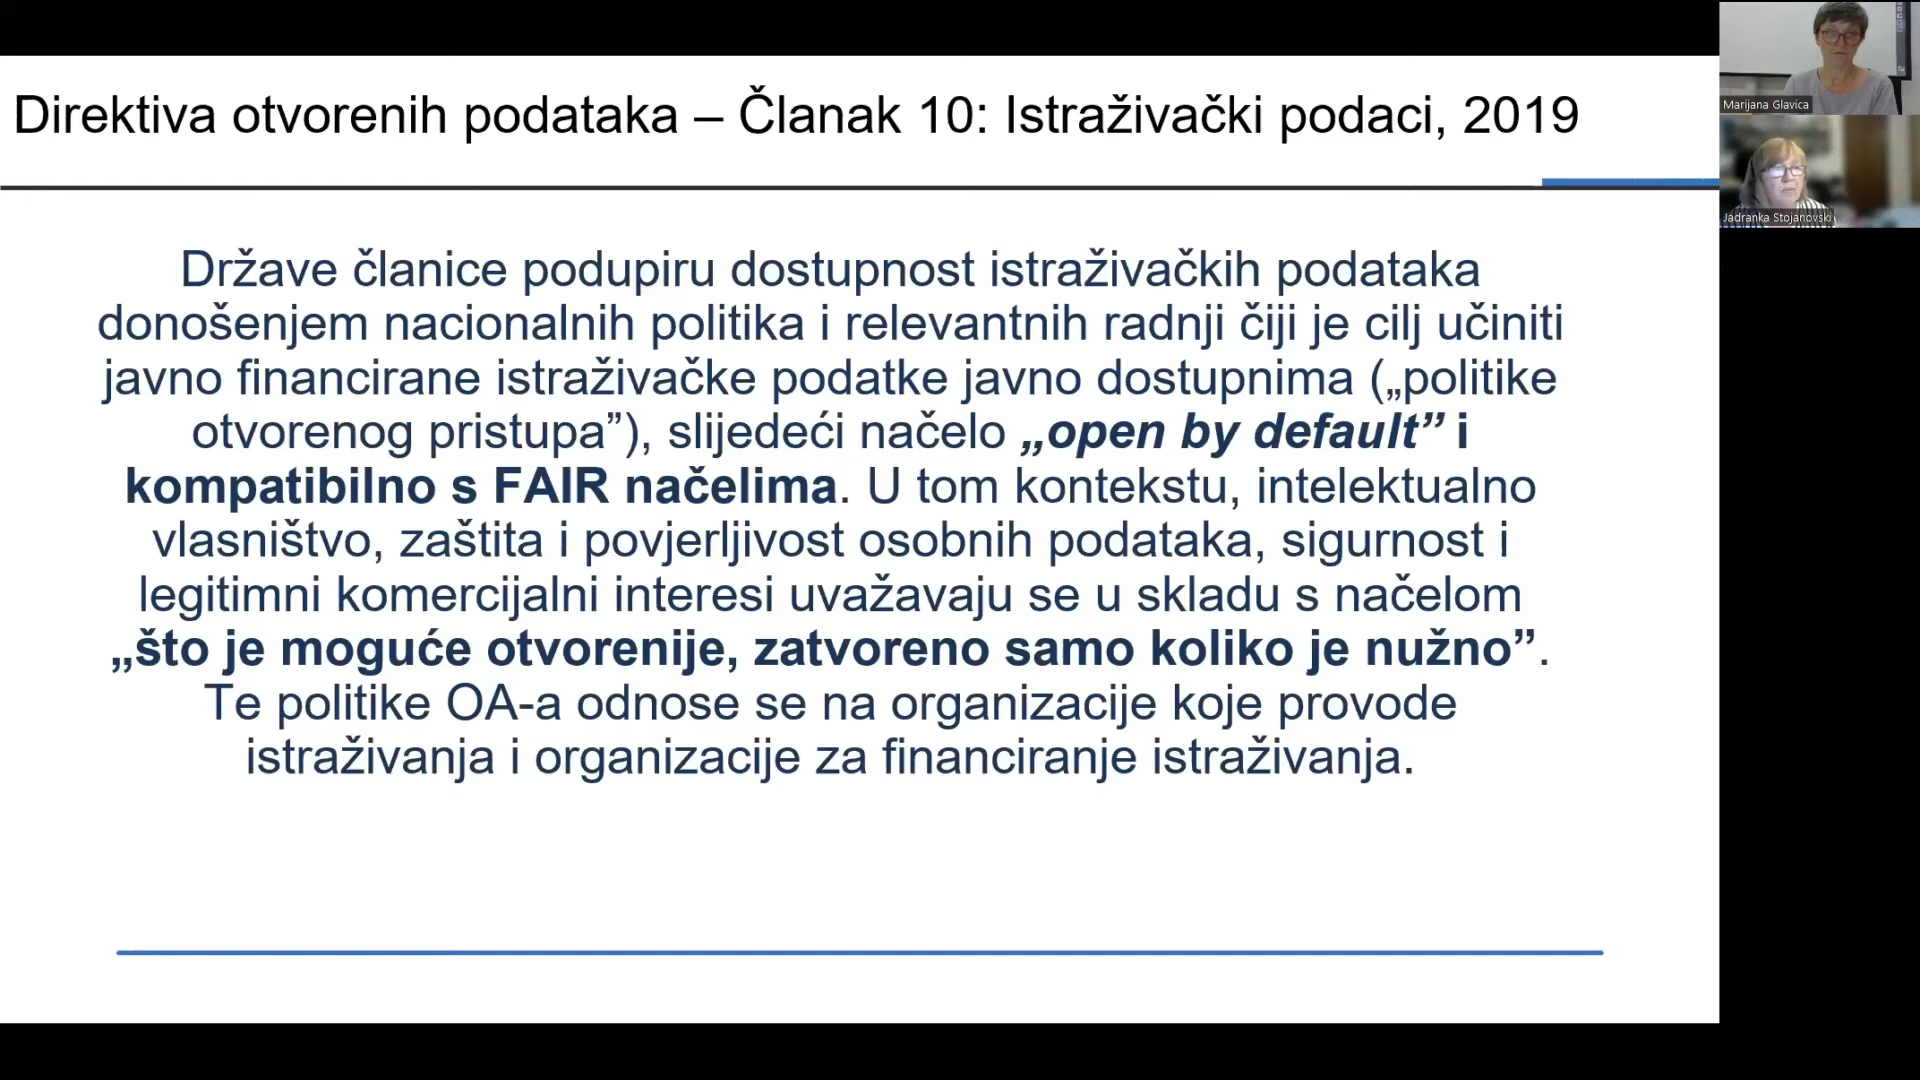 Direktiva otvorenih podataka – Članak 10: Istraživački podaci, 2019
Države članice podupiru dostupnost istraživačkih podataka
donošenjem nacionalnih politika i relevantnih radnji čiji je cilj učiniti
javno financirane istraživačke podatke javno dostupnima („politike
otvorenog pristupa”), slijedeći načelo „open by default” i
kompatibilno s FAIR načelima. U tom kontekstu, intelektualno
vlasništvo, zaštita i povjerljivost osobnih podataka, sigurnost i
legitimni komercijalni interesi uvažavaju se u skladu s načelom
„što je moguće otvorenije, zatvoreno samo koliko je nužno”.
Te politike OA-a odnose se na organizacije koje provode
istraživanja i organizacije za financiranje istraživanja.
Marijana Glavica
Jadranka Stojanovski